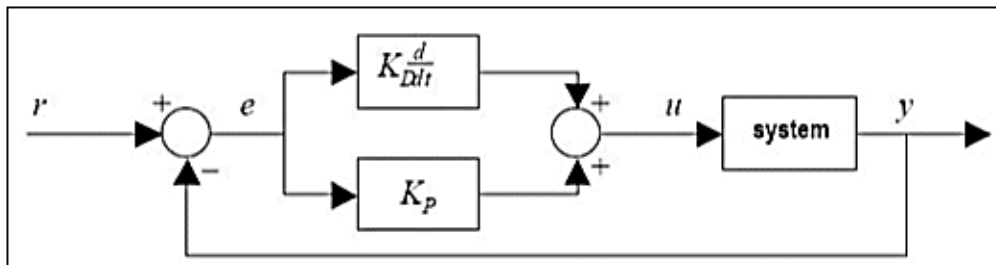 K_D d/dt
r + e + u system y
− +
K_P